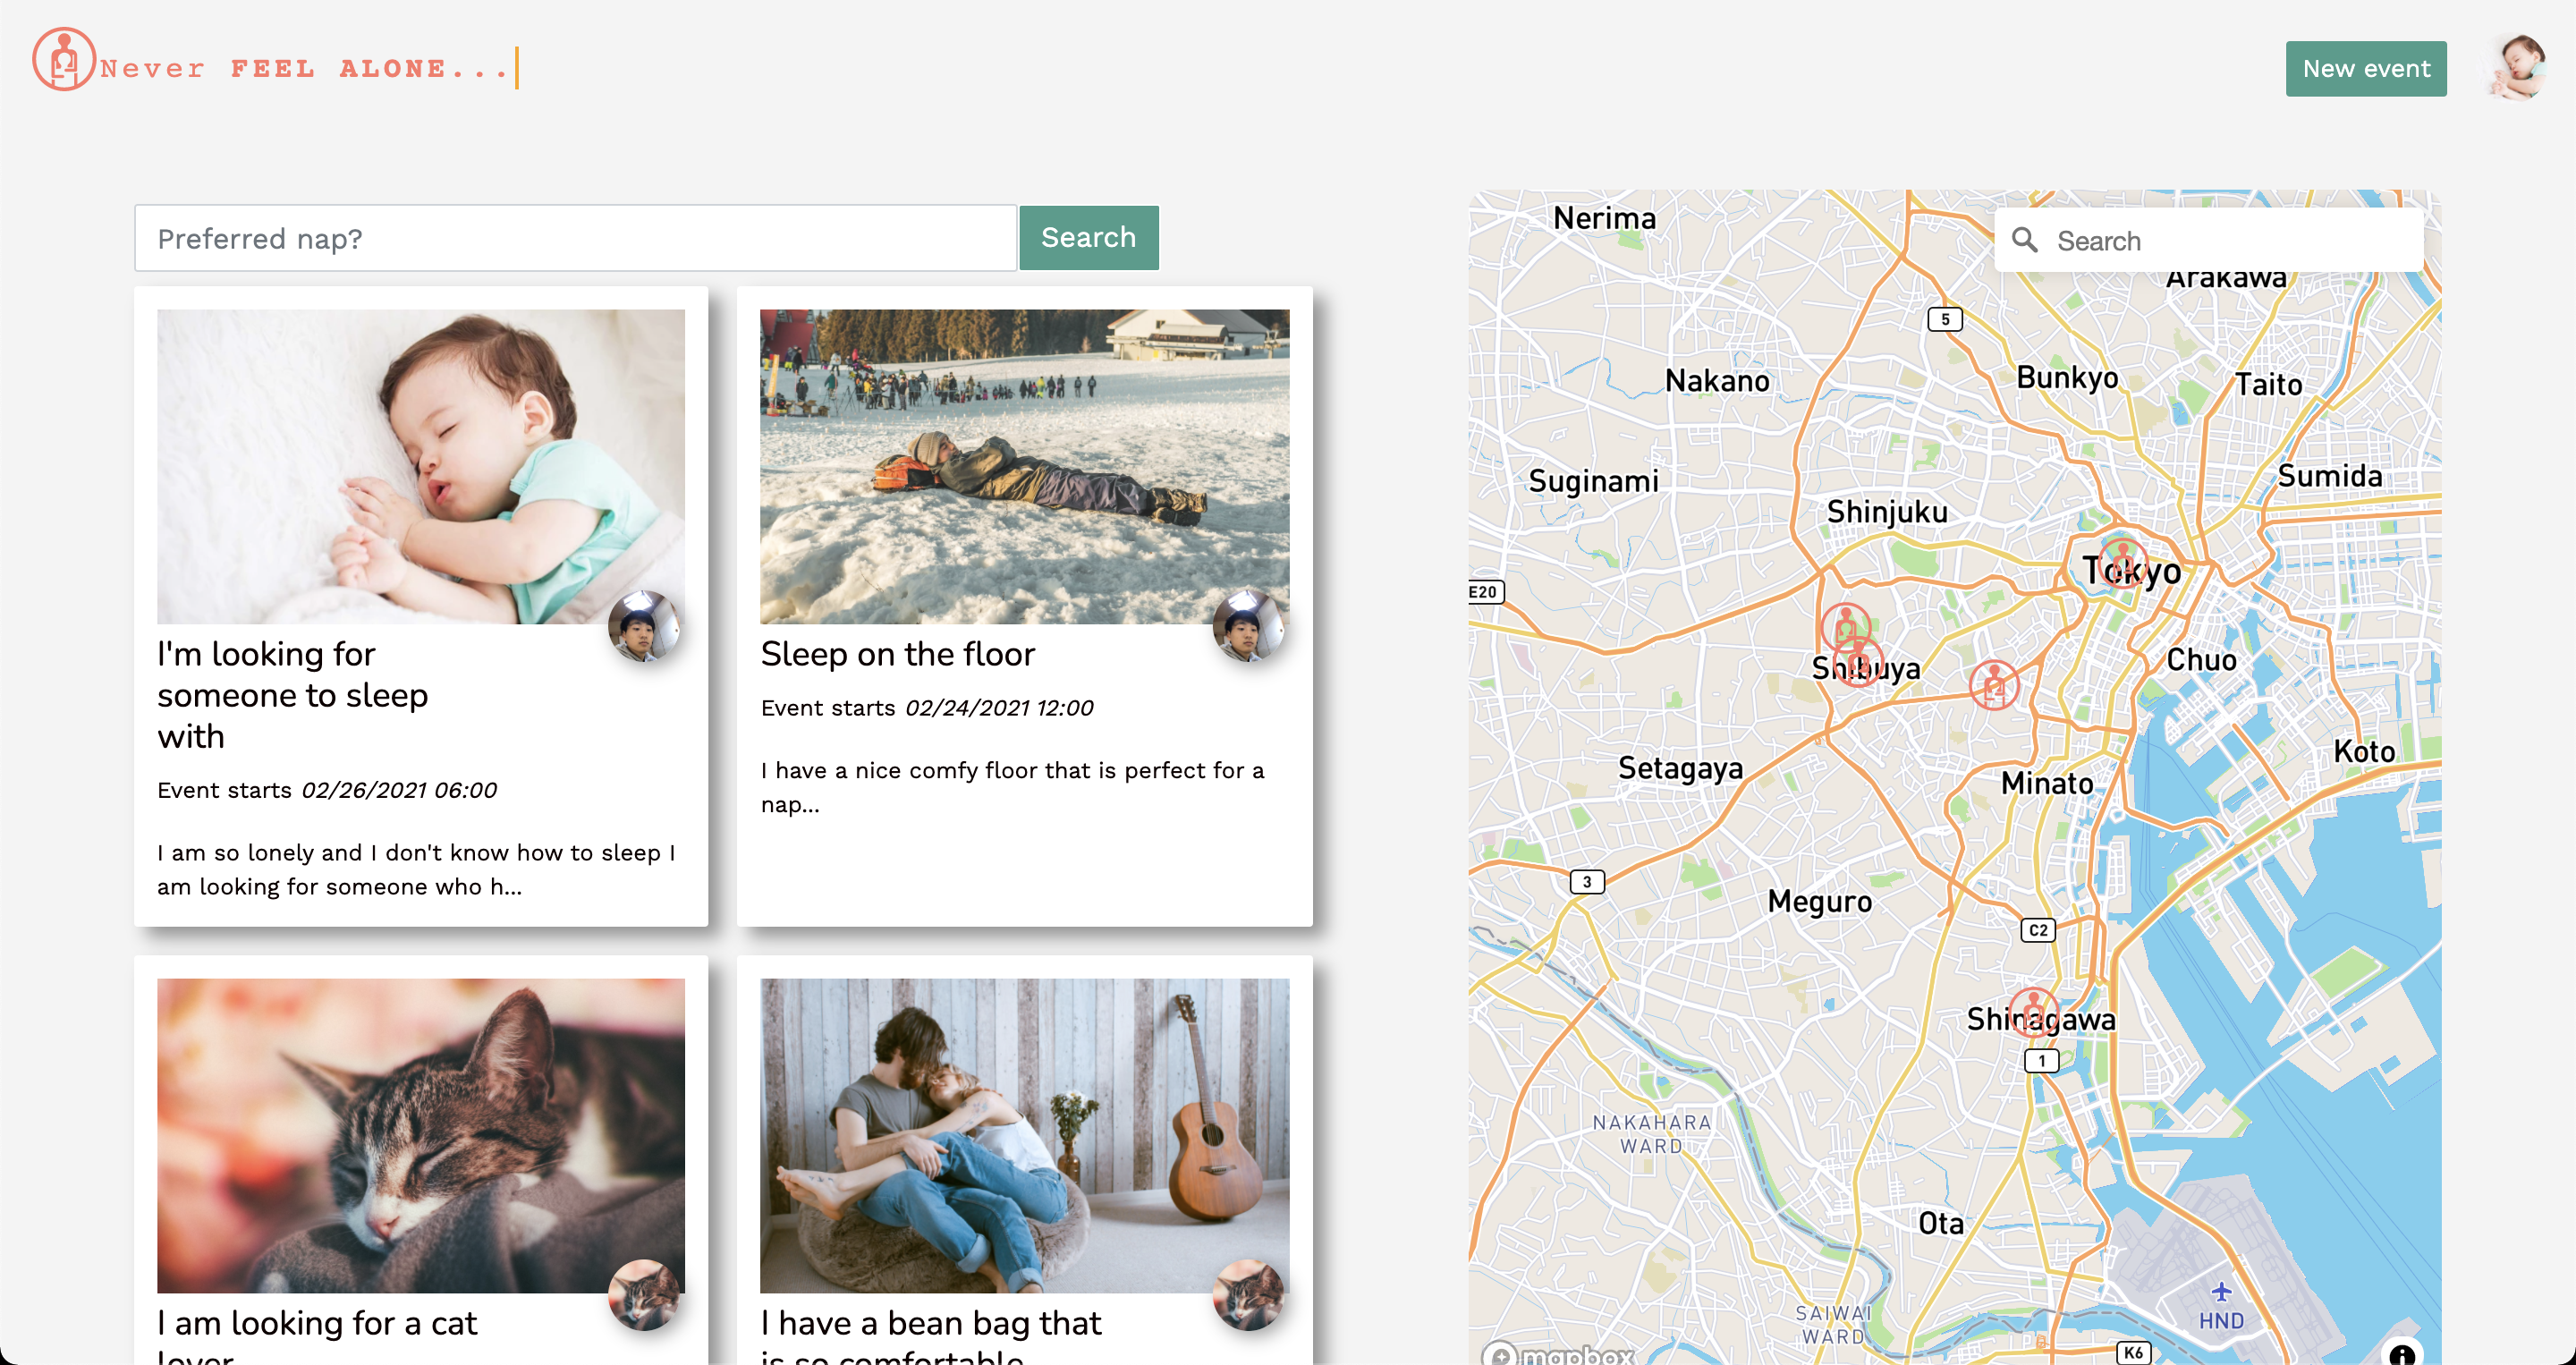 Never FEEL ALONE...
New event
Preferred nap?
Search
I'm looking for
someone to sleep
with
Event starts 02/26/2021 06:00
I am so lonely and I don't know how to sleep I
am looking for someone who h...
Sleep on the floor
Event starts 02/24/2021 12:00
I have a nice comfy floor that is perfect for a
nap...
I am looking for a cat
lover
I have a bean bag that
is so comfortable
Search
Nerima
Arakawa
5
Nakano
Bunkyo
Taito
Suginami
Shinjuku
Sumida
E20
Tokyo
Shibuya
Chuo
Setagaya
Minato
Koto
3
Meguro
C2
Shinagawa
1
NAKAHARA
WARD
Ota
SAIWAI
WARD
HND
K6
mapbox